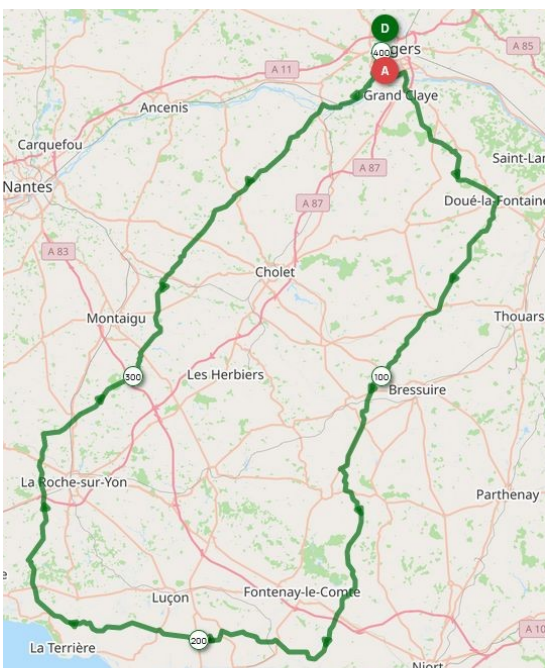 D
400
gers
A 85
A
A 11
Grand Claye
Ancenis
Carquefou
A 87
Saint-Lar
Nantes
A 87
Doué-la-Fontaine
A 83
Cholet
Montaigu
Thouars
300
Les Herbiers
100
Bressuire
La Roche-sur-Yon
Parthenay
e
Luçon
Fontenay-le-Comte
200
A 10
La Terrière
Niort